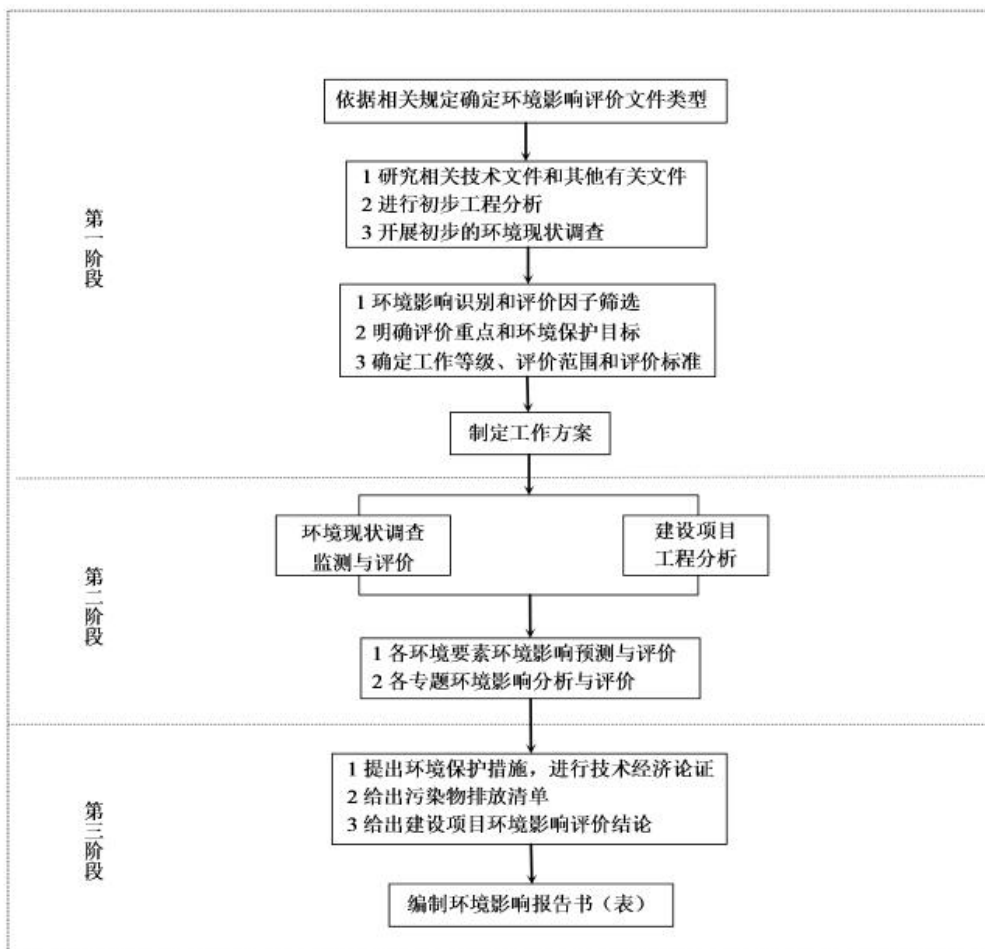 依据相关规定确定环境影响评价文件类型
1 研究相关技术文件和其他有关文件
2 进行初步工程分析
3 开展初步的环境现状调查
第一阶段
1 环境影响识别和评价因子筛选
2 明确评价重点和环境保护目标
3 确定工作等级、评价范围和评价标准
制定工作方案
环境现状调查
监测与评价
建设项目
工程分析
第二阶段
1 各环境要素环境影响预测与评价
2 各专题环境影响分析与评价
1 提出环境保护措施，进行技术经济论证
2 给出污染物排放清单
3 给出建设项目环境影响评价结论
第三阶段
编制环境影响报告书（表）